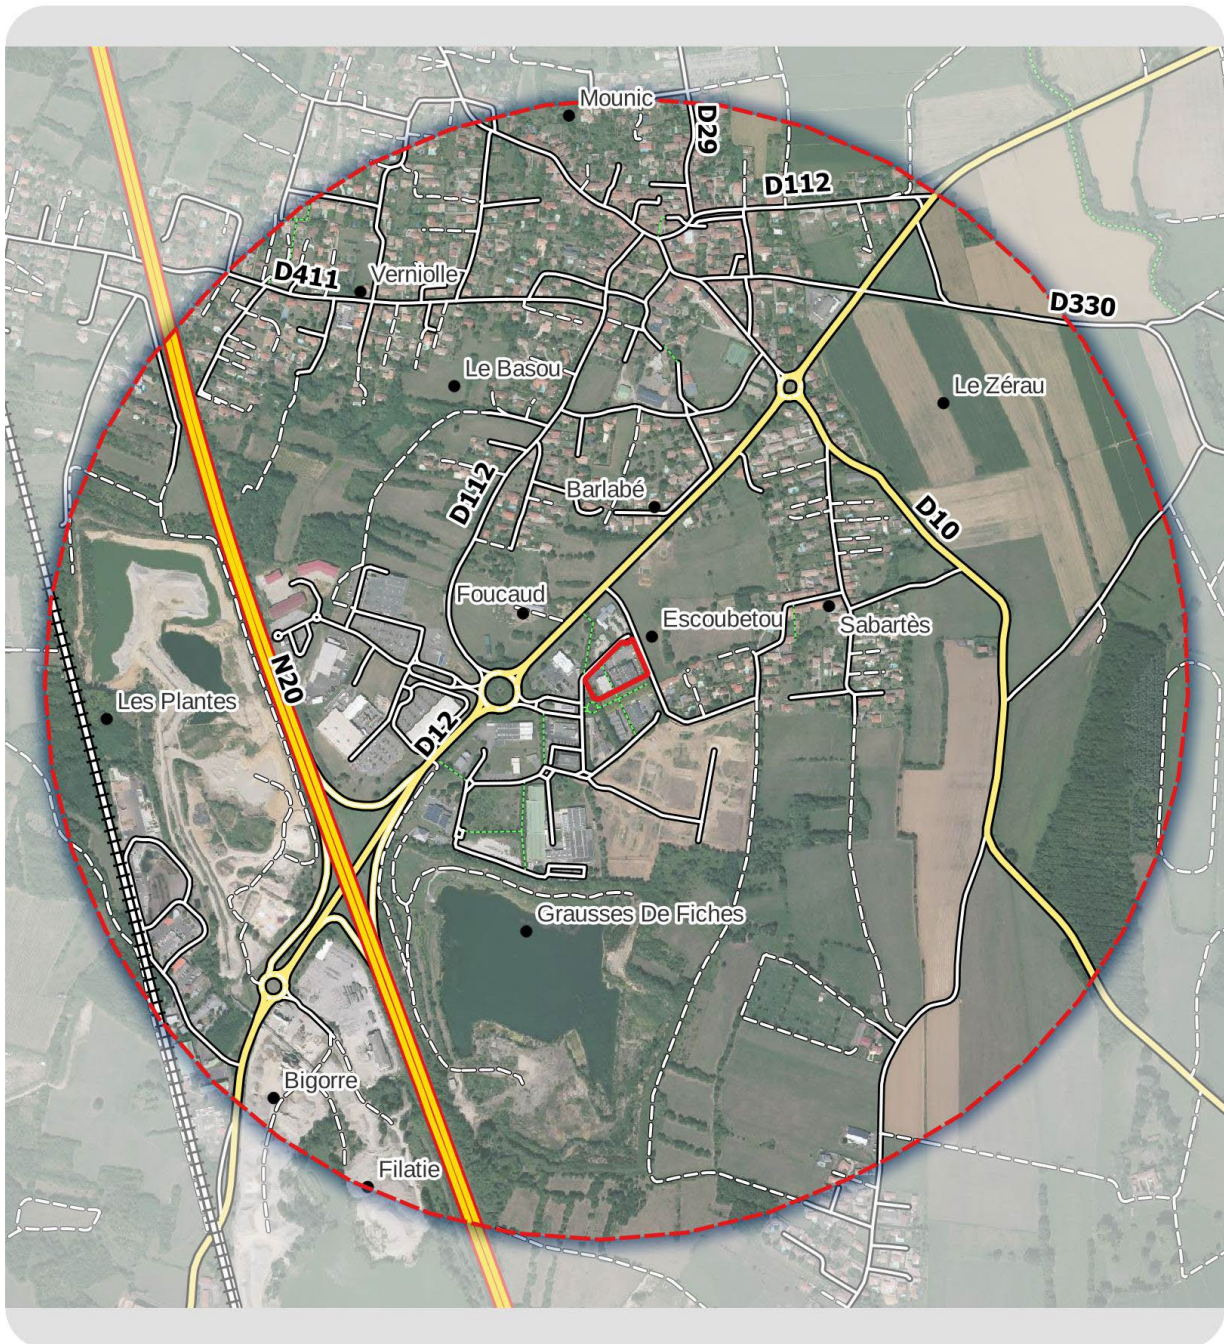 Mounic
D29
D112
D411
Verniolle
D330
Le Basou
Le Zérau
D112
Barlabé
D10
Foucaud
Escoubetou
Sabartès
N20
Les Plantes
D12
Grausses De Fiches
Bigorre
Filatie